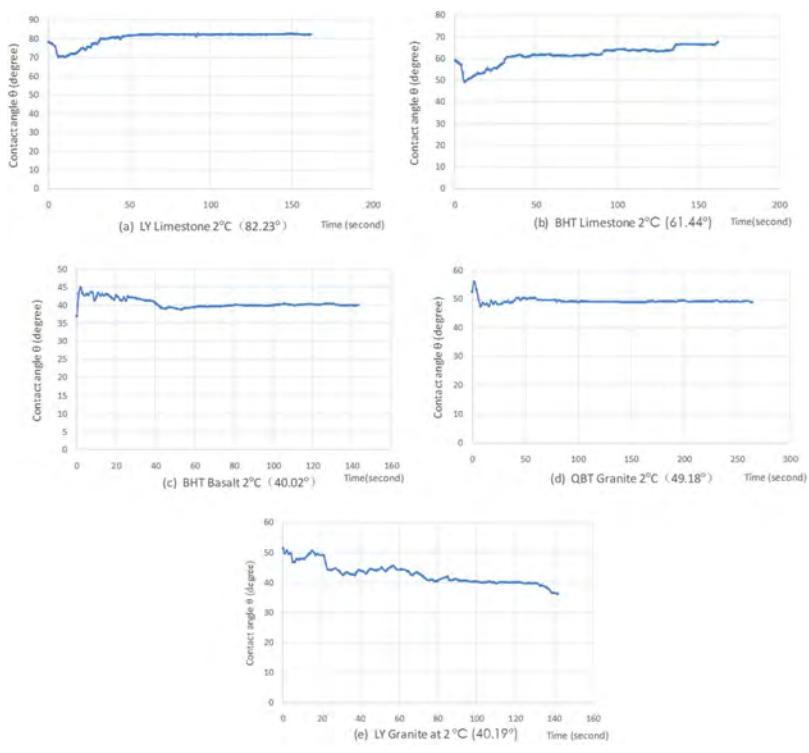 90
80
70
60
50
40
30
20
10
0
Contact angle θ (degree)
0 50 100 150 200
(a) LY Limestone 2°C（82.23°） Time (second)
80
70
60
50
40
30
20
10
0
Contact angle θ (degree)
0 50 100 150 200
(b) BHT Limestone 2°C (61.44°) Time(second)
50
45
40
35
30
25
20
15
10
5
0
Contact angle θ (degree)
0 20 40 60 80 100 120 140 160
(c) BHT Basalt 2°C（40.02°） Time(second)
60
50
40
30
20
10
0
Contact angle θ (degree)
0 50 100 150 200 250 300
(d) QBT Granite 2°C（49.18°） Time(second)
60
50
40
30
20
10
0
Contact angle θ (degree)
0 20 40 60 80 100 120 140 160
(e) LY Granite at 2°C (40.19°) Time (second)